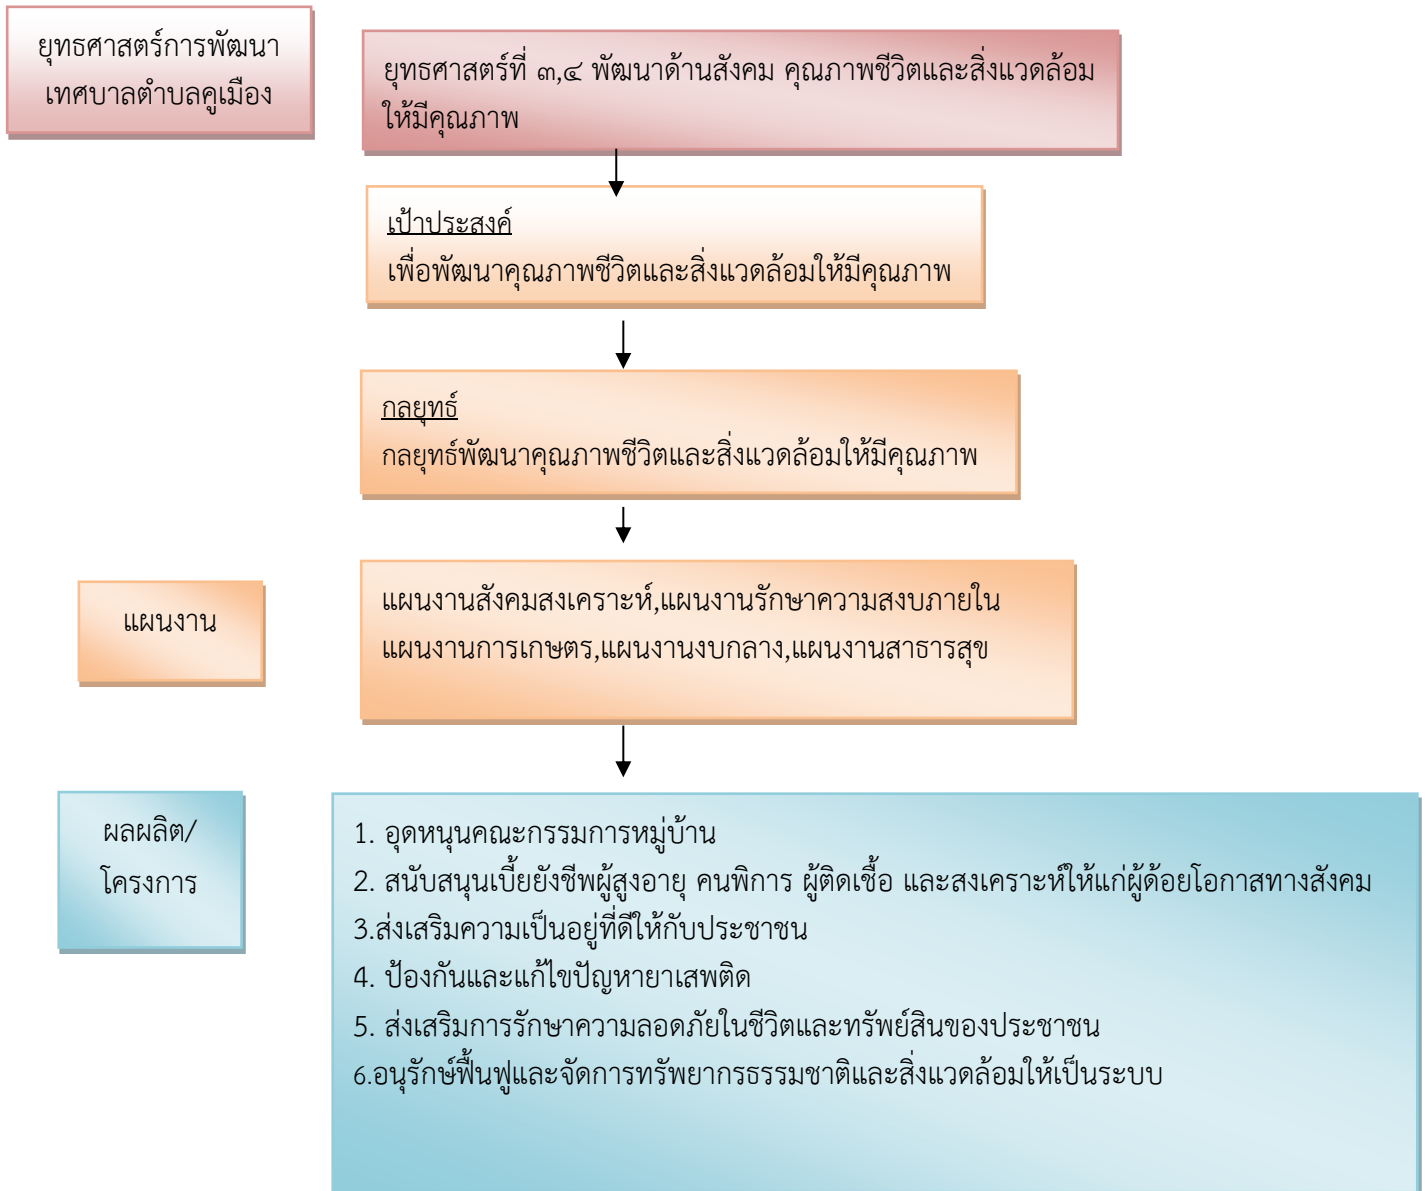 ยุทธศาสตร์การพัฒนา
เทศบาลตำบลคูเมือง
ยุทธศาสตร์ที่ ๓,๔ พัฒนาด้านสังคม คุณภาพชีวิตและสิ่งแวดล้อม
ให้มีคุณภาพ
เป้าประสงค์
เพื่อพัฒนาคุณภาพชีวิตและสิ่งแวดล้อมให้มีคุณภาพ
กลยุทธ์
กลยุทธ์พัฒนาคุณภาพชีวิตและสิ่งแวดล้อมให้มีคุณภาพ
แผนงาน
แผนงานสังคมสงเคราะห์,แผนงานรักษาความสงบภายใน
แผนงานการเกษตร,แผนงานงบกลาง,แผนงานสาธารสุข
ผลผลิต/
โครงการ
1. อุดหนุนคณะกรรมการหมู่บ้าน
2. สนับสนุนเบี้ยยังชีพผู้สูงอายุ คนพิการ ผู้ติดเชื้อ และสงเคราะห์ให้แก่ผู้ด้อยโอกาสทางสังคม
3.ส่งเสริมความเป็นอยู่ที่ดีให้กับประชาชน
4. ป้องกันและแก้ไขปัญหายาเสพติด
5. ส่งเสริมการรักษาความลอดภัยในชีวิตและทรัพย์สินของประชาชน
6.อนุรักษ์ฟื้นฟูและจัดการทรัพยากรธรรมชาติและสิ่งแวดล้อมให้เป็นระบบ